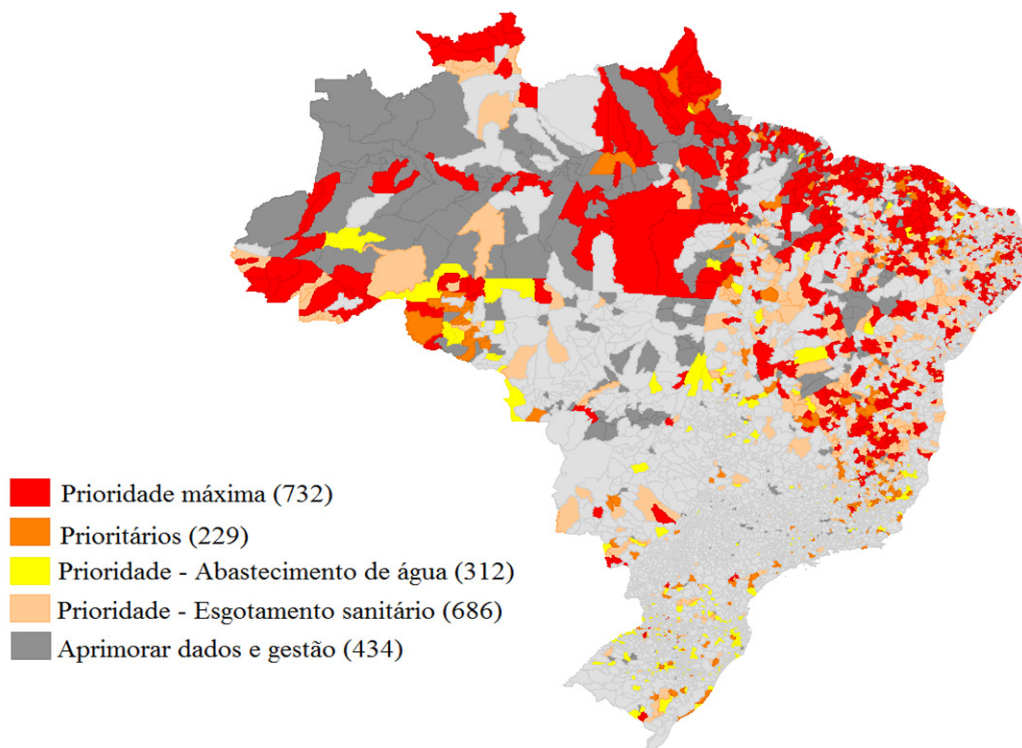 Prioridade máxima (732)
Prioritários (229)
Prioridade - Abastecimento de água (312)
Prioridade - Esgotamento sanitário (686)
Aprimorar dados e gestão (434)